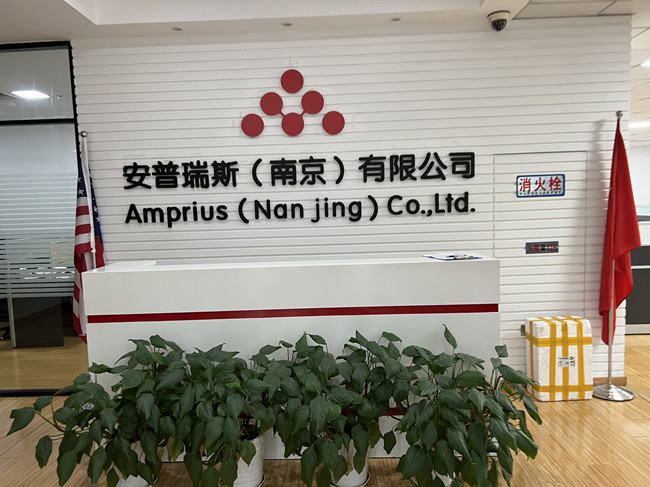 安普瑞斯（南京）有限公司
Amprius (Nan jing) Co.,Ltd.
消火栓